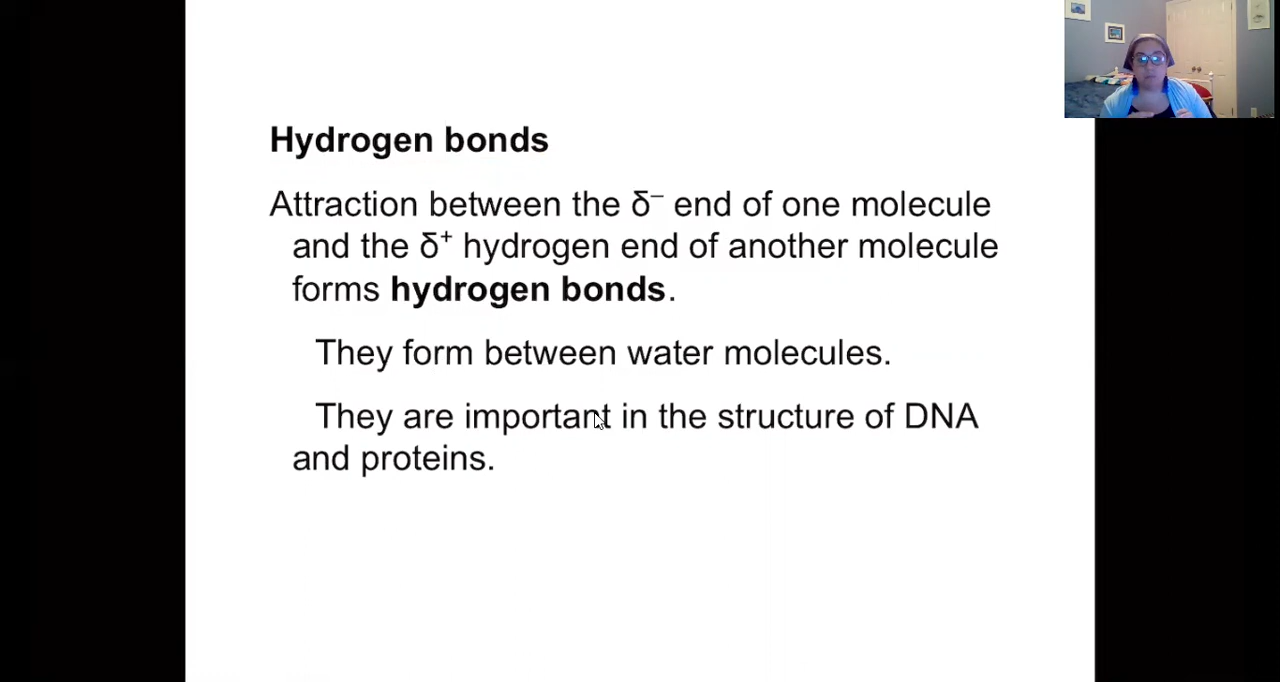 Hydrogen bonds
Attraction between the δ⁻ end of one molecule
and the δ⁺ hydrogen end of another molecule
forms hydrogen bonds.
They form between water molecules.
They are important in the structure of DNA
and proteins.